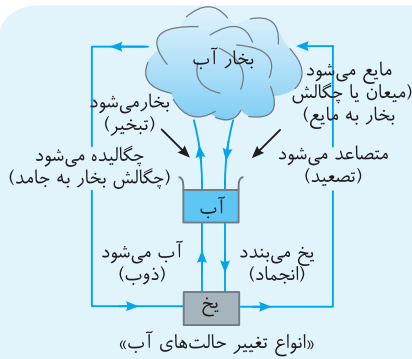 بخار آب
مایع می‌شود
(میعان یا چگالش
بخار به مایع)
بخارمی‌شود
(تبخیر)
چگالیده می‌شود
(چگالش بخار به جامد)
متصاعد می‌شود
(تصعید)
آب
آب می‌شود
(ذوب)
یخ می‌بندد
(انجماد)
یخ
«انواع تغییر حالت‌های آب»